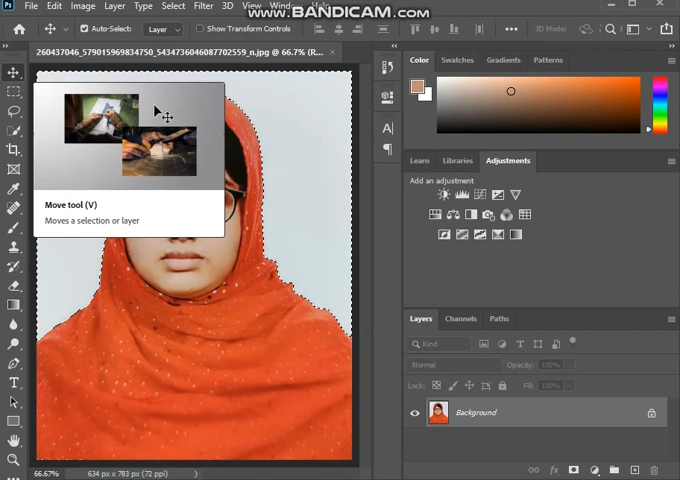 www.BANDICAM.com
Ps File Edit Image Layer Type Select Filter 3D View Window
Auto-Select: Layer Show Transform Controls 3D Mode:
260437046_579015969834750_5434736046087702559_n.jpg @ 66.7% (R...
Move tool (V)
Moves a selection or layer
66.67% 634 px x 783 px (72 ppi)
Color Swatches Gradients Patterns
Learn Libraries Adjustments
Add an adjustment
Layers Channels Paths
Kind
Normal Opacity: 100%
Lock: Fill: 100%
Background